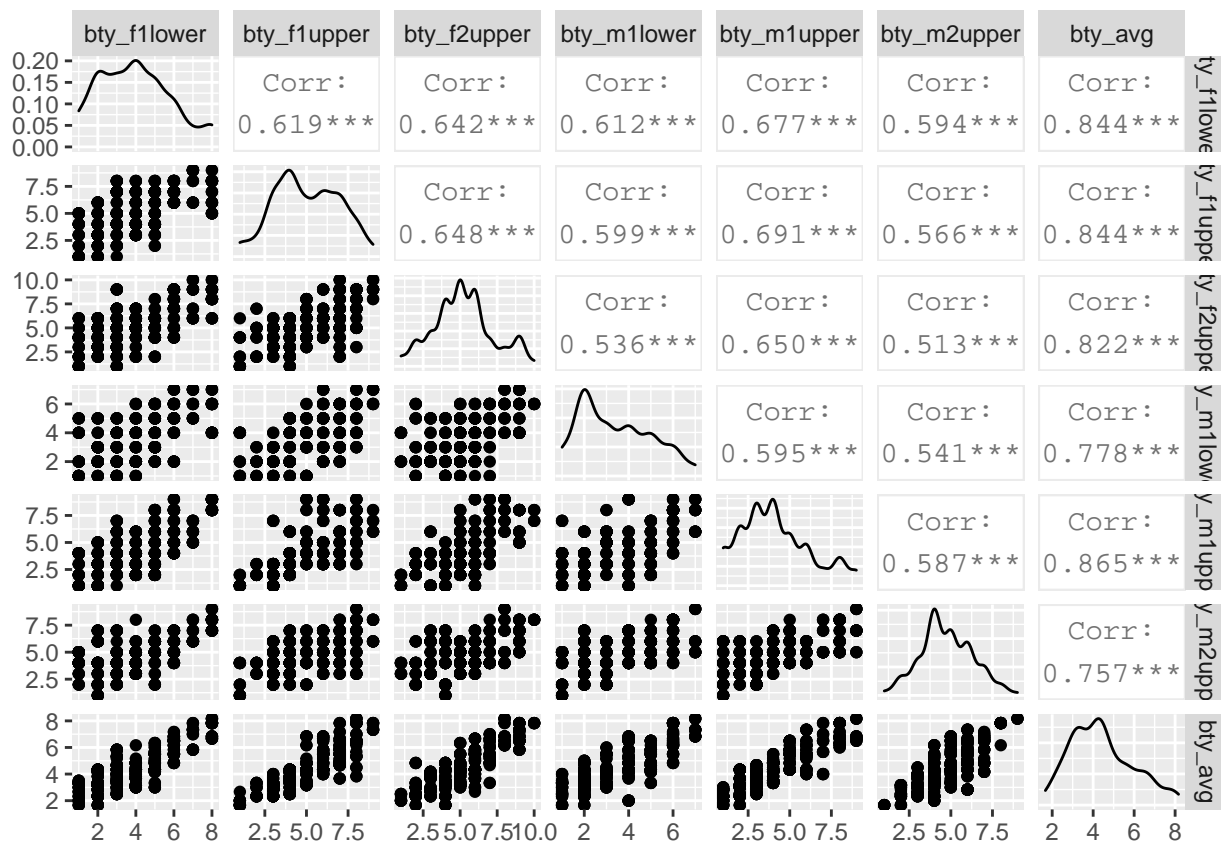 bty_f1lower bty_f1upper bty_f2upper bty_m1lower bty_m1upper bty_m2upper bty_avg
0.20
0.15
0.10
0.05
0.00
Corr: Corr: Corr: Corr: Corr: Corr:
0.619*** 0.642*** 0.612*** 0.677*** 0.594*** 0.844***
ty_f1lowe
7.5
5.0
2.5
Corr: Corr: Corr: Corr: Corr:
0.648*** 0.599*** 0.691*** 0.566*** 0.844***
ty_f1uppe
10.0
7.5
5.0
2.5
Corr: Corr: Corr: Corr:
0.536*** 0.650*** 0.513*** 0.822***
ty_f2uppe
6
4
2
Corr: Corr: Corr:
0.595*** 0.541*** 0.778***
y_m1lowe
7.5
5.0
2.5
Corr: Corr:
0.587*** 0.865***
y_m1upp
7.5
5.0
2.5
Corr:
0.757***
y_m2upp
8
6
4
2
bty_avg
2 4 6 8 2.5 5.0 7.5 2.5 5.0 7.5 10.0 2 4 6 2.5 5.0 7.5 2.5 5.0 7.5 2 4 6 8